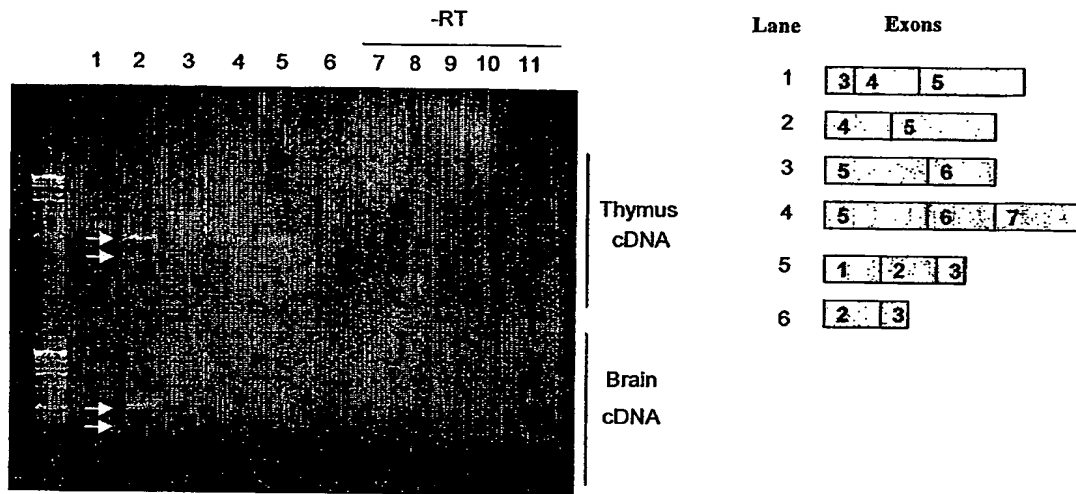 -RT
1 2 3 4 5 6 7 8 9 10 11
Thymus
cDNA
Brain
cDNA
Lane Exons
1 3 4 5
2 4 5
3 5 6
4 5 6 7
5 1 2 3
6 2 3